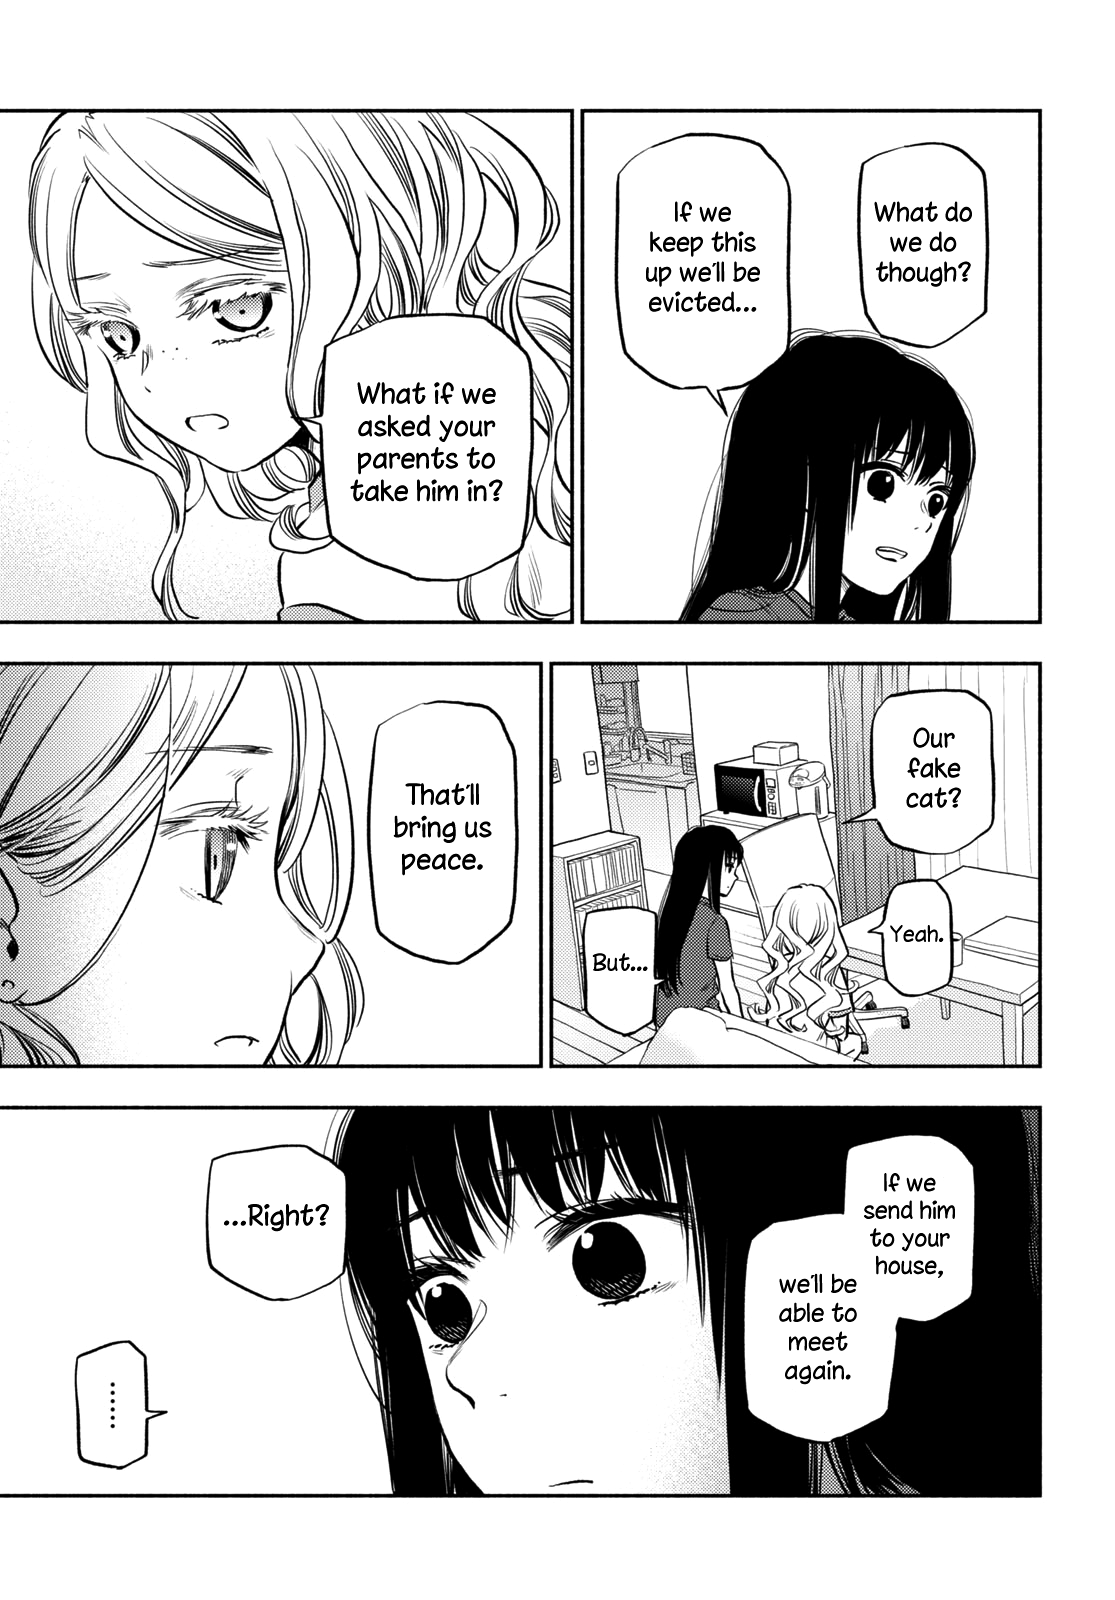 What do
we do
though?
If we
keep this
up we'll be
evicted...
What if we
asked your
parents to
take him in?
Our
fake
cat?
Yeah.
But...
That'll
bring us
peace.
If we
send him
to your
house,
we'll be
able to
meet
again.
...Right?
......